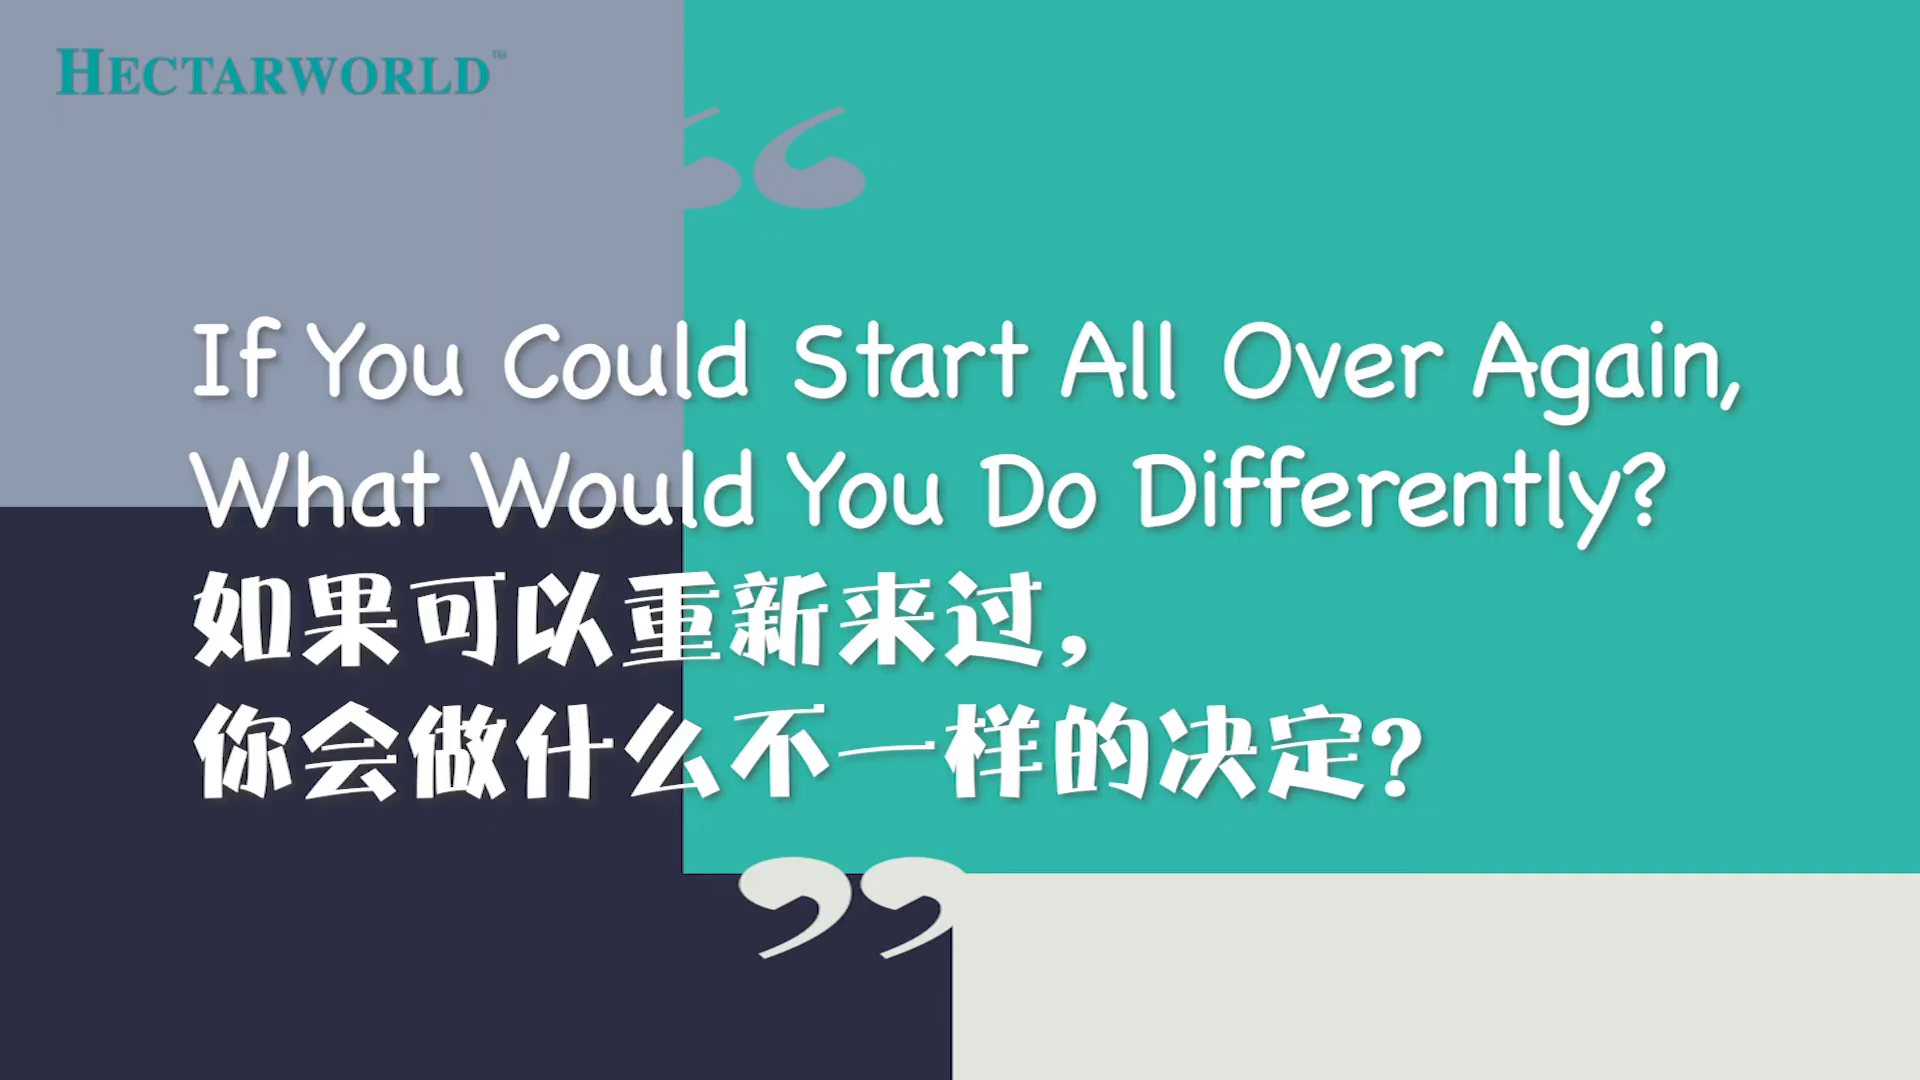 HECTARWORLD™
“
If You Could Start All Over Again,
What Would You Do Differently?
如果可以重新来过，
你会做什么不一样的决定？
”